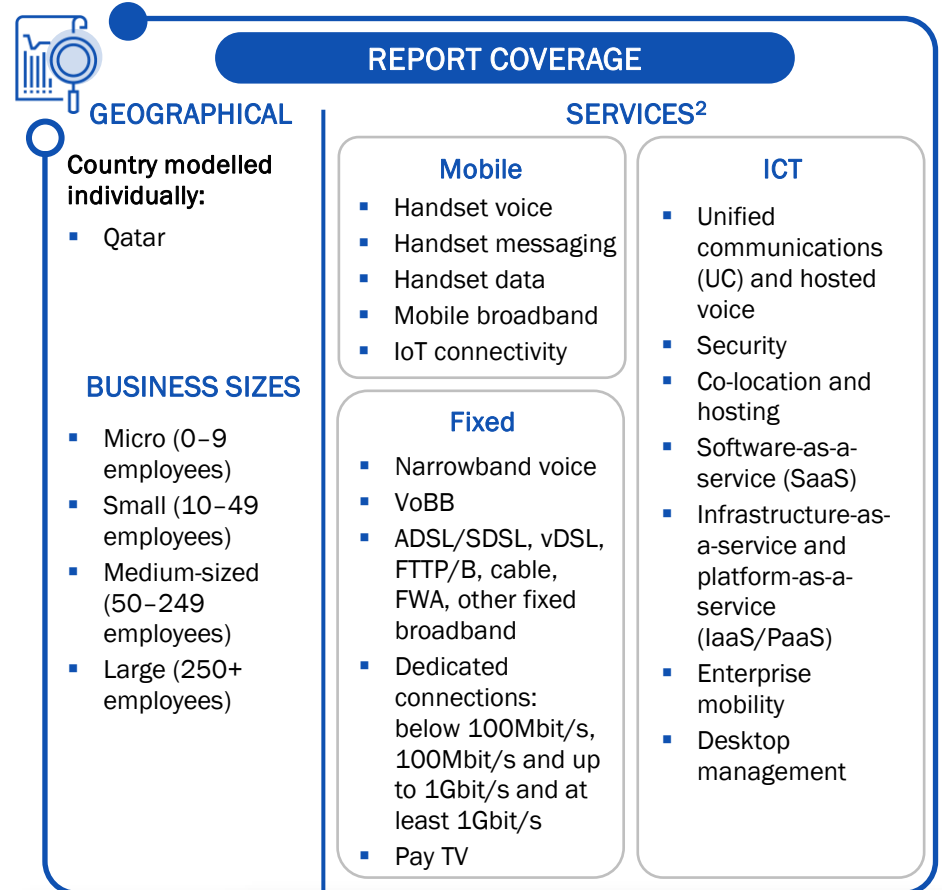 REPORT COVERAGE
GEOGRAPHICAL
Country modelled
individually:
▪ Qatar
BUSINESS SIZES
▪ Micro (0–9
employees)
▪ Small (10–49
employees)
▪ Medium-sized
(50–249
employees)
▪ Large (250+
employees)
SERVICES²
Mobile
▪ Handset voice
▪ Handset messaging
▪ Handset data
▪ Mobile broadband
▪ IoT connectivity
Fixed
▪ Narrowband voice
▪ VoBB
▪ ADSL/SDSL, vDSL,
FTTP/B, cable,
FWA, other fixed
broadband
▪ Dedicated
connections:
below 100Mbit/s,
100Mbit/s and up
to 1Gbit/s and at
least 1Gbit/s
▪ Pay TV
ICT
▪ Unified
communications
(UC) and hosted
voice
▪ Security
▪ Co-location and
hosting
▪ Software-as-a-
service (SaaS)
▪ Infrastructure-as-
a-service and
platform-as-a-
service
(IaaS/PaaS)
▪ Enterprise
mobility
▪ Desktop
management